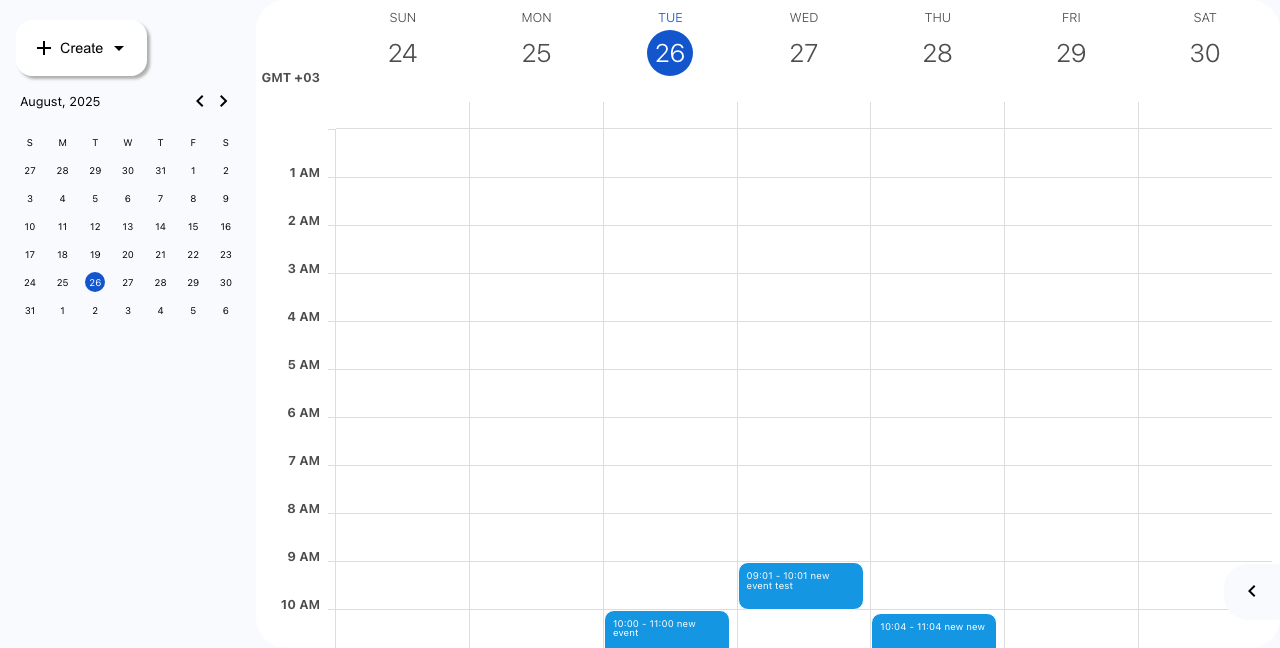 Create
August, 2025
S M T W T F S
27 28 29 30 31 1 2
3 4 5 6 7 8 9
10 11 12 13 14 15 16
17 18 19 20 21 22 23
24 25 26 27 28 29 30
31 1 2 3 4 5 6
SUN MON TUE WED THU FRI SAT
24 25 26 27 28 29 30
GMT +03
1 AM
2 AM
3 AM
4 AM
5 AM
6 AM
7 AM
8 AM
9 AM
09:01 - 10:01 new
event test
10 AM
10:00 - 11:00 new
event
10:04 - 11:04 new new